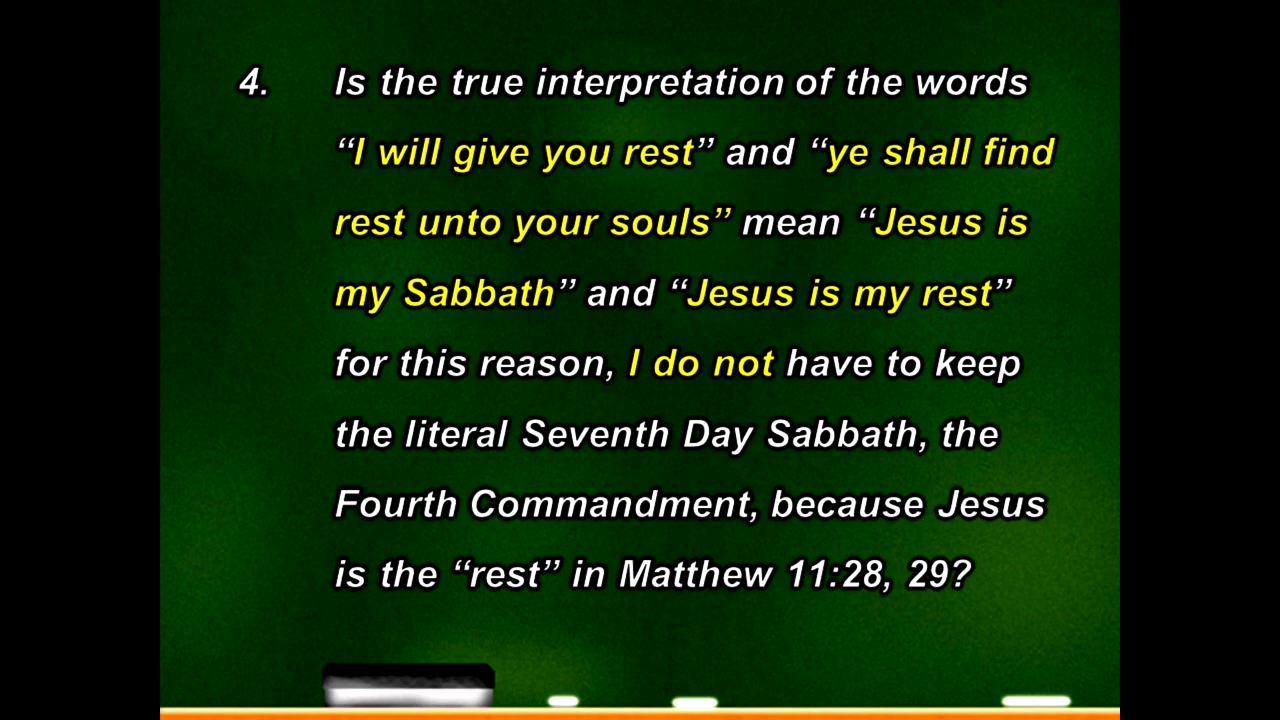 4. Is the true interpretation of the words
“I will give you rest” and “ye shall find
rest unto your souls” mean “Jesus is
my Sabbath” and “Jesus is my rest”
for this reason, I do not have to keep
the literal Seventh Day Sabbath, the
Fourth Commandment, because Jesus
is the “rest” in Matthew 11:28, 29?